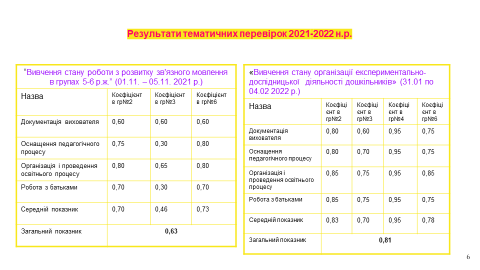 Результати тематичних перевірок 2021-2022 н.р.
"Вивчення стану роботи з розвитку зв'язного мовлення
в групах 5-6 р.ж." (01.11. – 05.11. 2021 р.)
Назва Коефіцієнт в гр№2 Коефіцієнт в гр№3 Коефіцієнт в гр№6
Документація вихователя 0,60 0,60 0,60
Оснащення педагогічного процесу 0,75 0,30 0,80
Організація і проведення освітнього процесу 0,80 0,65 0,80
Робота з батьками 0,70 0,30 0,70
Середній показник 0,70 0,46 0,73
Загальний показник 0,63
«Вивчення стану організації експериментально-
дослідницької діяльності дошкільників» (31.01 по
04.02 2022 р.)
Назва Коефіцієнт в гр№2 Коефіцієнт в гр№3 Коефіцієнт в гр№4 Коефіцієнт в гр№6
Документація вихователя 0,80 0,60 0,95 0,75
Оснащення педагогічного процесу 0,80 0,70 0,95 0,75
Організація і проведення освітнього процесу 0,85 0,75 0,95 0,85
Робота з батьками 0,85 0,75 0,95 0,75
Середній показник 0,83 0,70 0,95 0,78
Загальний показник 0,81
6